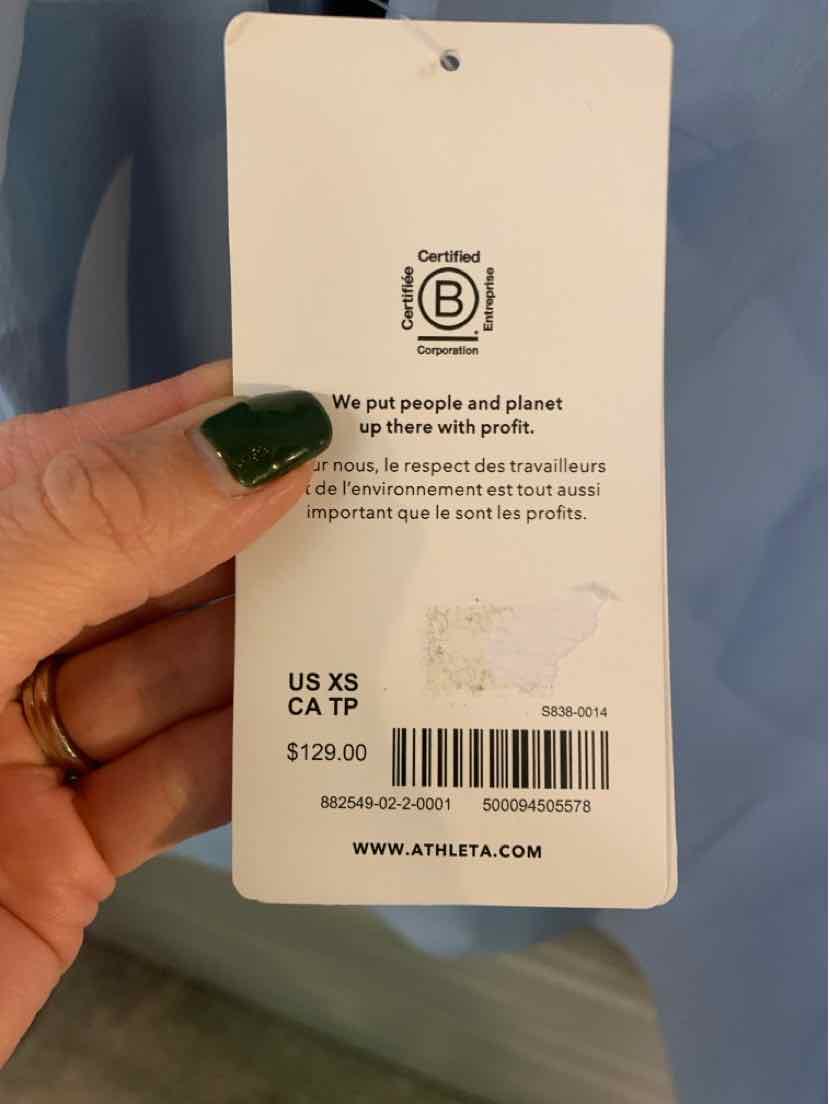 Certified
Certifiée
B
Entreprise
Corporation
We put people and planet
up there with profit.
ur nous, le respect des travailleurs
t de l'environnement est tout aussi
important que le sont les profits.
US XS
CA TP
S838-0014
$129.00
882549-02-2-0001 500094505578
WWW.ATHLETA.COM